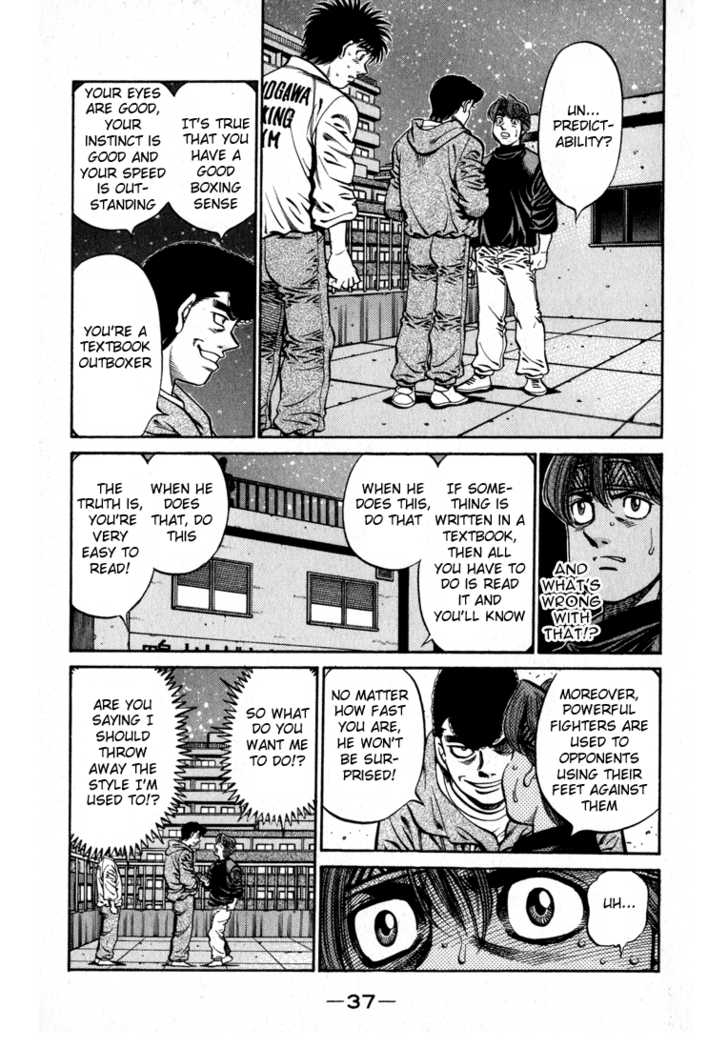 UN...
PREDICT-
ABILITY?
OGAWA
XING
YM
IT'S TRUE
THAT YOU
HAVE A
GOOD
BOXING
SENSE
YOUR EYES
ARE GOOD,
YOUR
INSTINCT IS
GOOD AND
YOUR SPEED
IS OUT-
STANDING
YOU'RE A
TEXTBOOK
OUTBOXER
AND
WHAT'S
WRONG
WITH
THAT!?
IF SOME-
THING IS
WRITTEN IN A
TEXTBOOK,
THEN ALL
YOU HAVE TO
DO IS READ
IT AND
YOU'LL KNOW
WHEN HE
DOES THIS,
DO THAT
WHEN HE
DOES
THAT, DO
THIS
THE
TRUTH IS,
YOU'RE
VERY
EASY TO
READ!
MOREOVER,
POWERFUL
FIGHTERS ARE
USED TO
OPPONENTS
USING THEIR
FEET AGAINST
THEM
NO MATTER
HOW FAST
YOU ARE,
HE WON'T
BE SUR-
PRISED!
UH...
SO WHAT
DO YOU
WANT ME
TO DO!?
ARE YOU
SAYING I
SHOULD
THROW
AWAY THE
STYLE I'M
USED TO!?
—37—